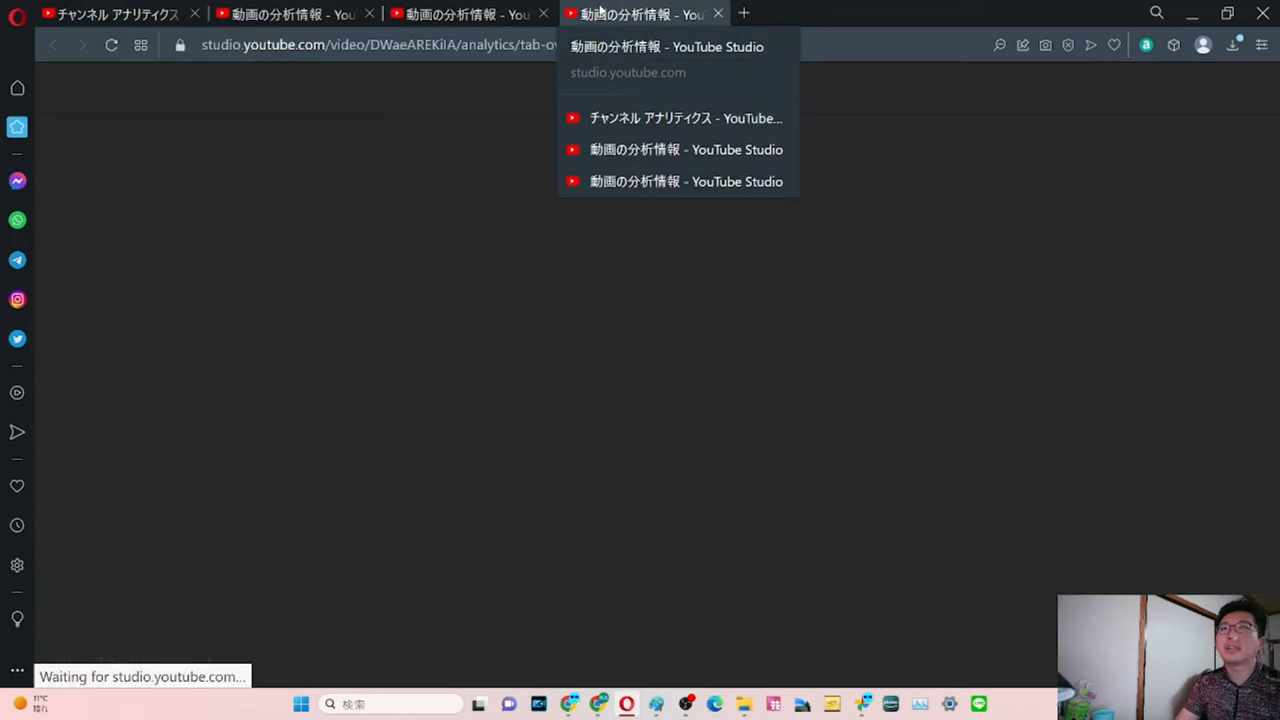 チャンネル アナリティクス
動画の分析情報 - You
動画の分析情報 - You
動画の分析情報 - You
studio.youtube.com/video/DWaeAREKiIA/analytics/tab-ov
動画の分析情報 - YouTube Studio
studio.youtube.com
チャンネル アナリティクス - YouTube...
動画の分析情報 - YouTube Studio
動画の分析情報 - YouTube Studio
Waiting for studio.youtube.com...
11°C
晴れ
検索